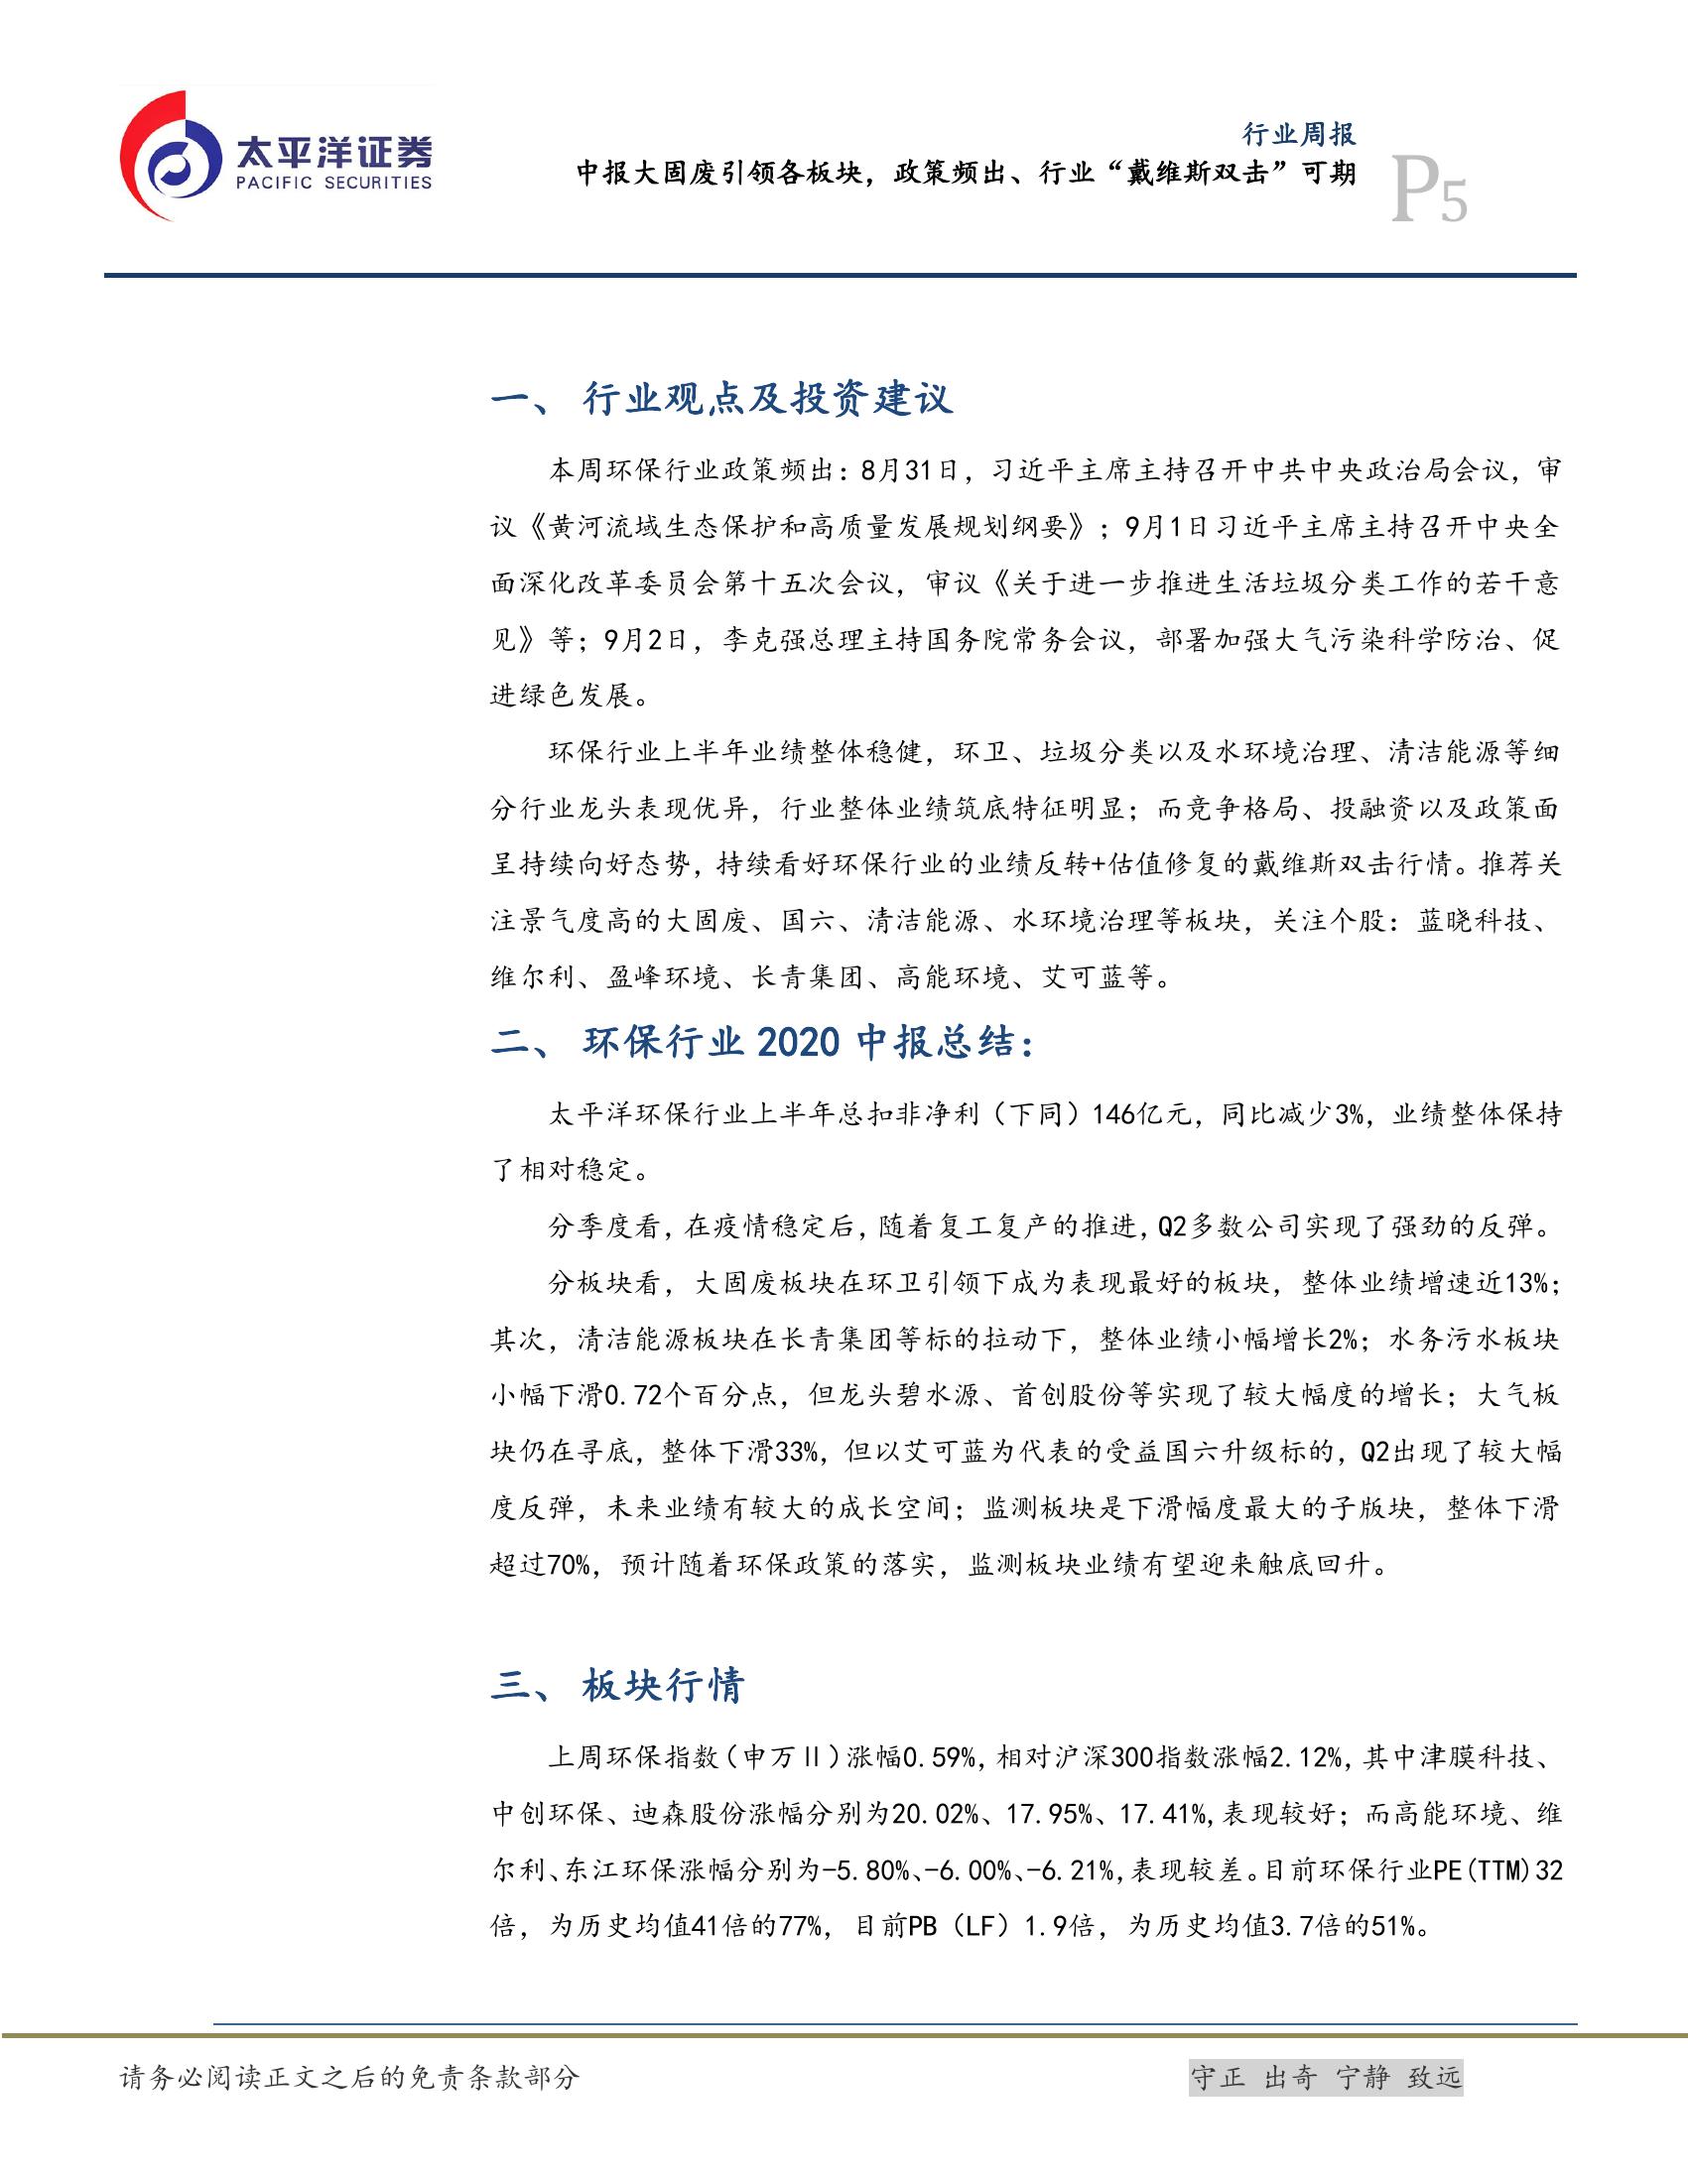 太平洋证券
PACIFIC SECURITIES
行业周报
中报大固废引领各板块，政策频出、行业“戴维斯双击”可期
P5
一、 行业观点及投资建议
本周环保行业政策频出：8月31日，习近平主席主持召开中共中央政治局会议，审
议《黄河流域生态保护和高质量发展规划纲要》；9月1日习近平主席主持召开中央全
面深化改革委员会第十五次会议，审议《关于进一步推进生活垃圾分类工作的若干意
见》等；9月2日，李克强总理主持国务院常务会议，部署加强大气污染科学防治、促
进绿色发展。
环保行业上半年业绩整体稳健，环卫、垃圾分类以及水环境治理、清洁能源等细
分行业龙头表现优异，行业整体业绩筑底特征明显；而竞争格局、投融资以及政策面
呈持续向好态势，持续看好环保行业的业绩反转+估值修复的戴维斯双击行情。推荐关
注景气度高的大固废、国六、清洁能源、水环境治理等板块，关注个股：蓝晓科技、
维尔利、盈峰环境、长青集团、高能环境、艾可蓝等。
二、 环保行业 2020 中报总结：
太平洋环保行业上半年总扣非净利（下同）146亿元，同比减少3%，业绩整体保持
了相对稳定。
分季度看，在疫情稳定后，随着复工复产的推进，Q2多数公司实现了强劲的反弹。
分板块看，大固废板块在环卫引领下成为表现最好的板块，整体业绩增速近13%；
其次，清洁能源板块在长青集团等标的拉动下，整体业绩小幅增长2%；水务污水板块
小幅下滑0.72个百分点，但龙头碧水源、首创股份等实现了较大幅度的增长；大气板
块仍在寻底，整体下滑33%，但以艾可蓝为代表的受益国六升级标的，Q2出现了较大幅
度反弹，未来业绩有较大的成长空间；监测板块是下滑幅度最大的子版块，整体下滑
超过70%，预计随着环保政策的落实，监测板块业绩有望迎来触底回升。
三、 板块行情
上周环保指数（申万Ⅱ）涨幅0.59%，相对沪深300指数涨幅2.12%，其中津膜科技、
中创环保、迪森股份涨幅分别为20.02%、17.95%、17.41%,表现较好；而高能环境、维
尔利、东江环保涨幅分别为-5.80%、-6.00%、-6.21%,表现较差。目前环保行业PE(TTM)32
倍，为历史均值41倍的77%，目前PB（LF）1.9倍，为历史均值3.7倍的51%。
请务必阅读正文之后的免责条款部分
守正 出奇 宁静 致远